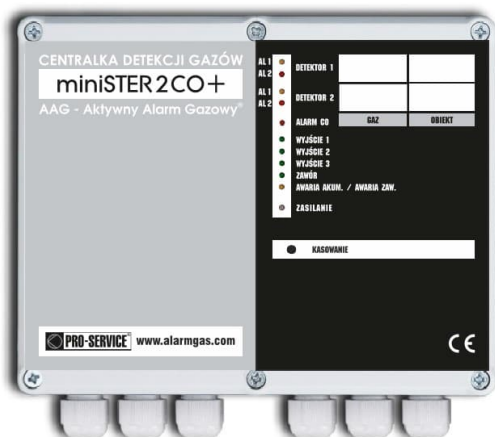 CENTRALKA DETEKCJI GAZÓW
miniSTER 2CO+
AAG - Aktywny Alarm Gazowy®
PRO-SERVICE® www.alarmgas.com
AL 1
AL 2
DETEKTOR 1
AL 1
AL 2
DETEKTOR 2
ALARM CO
GAZ OBIEKT
WYJŚCIE 1
WYJŚCIE 2
WYJŚCIE 3
ZAWÓR
AWARIA AKUM. / AWARIA ZAW.
ZASILANIE
KASOWANIE
CE